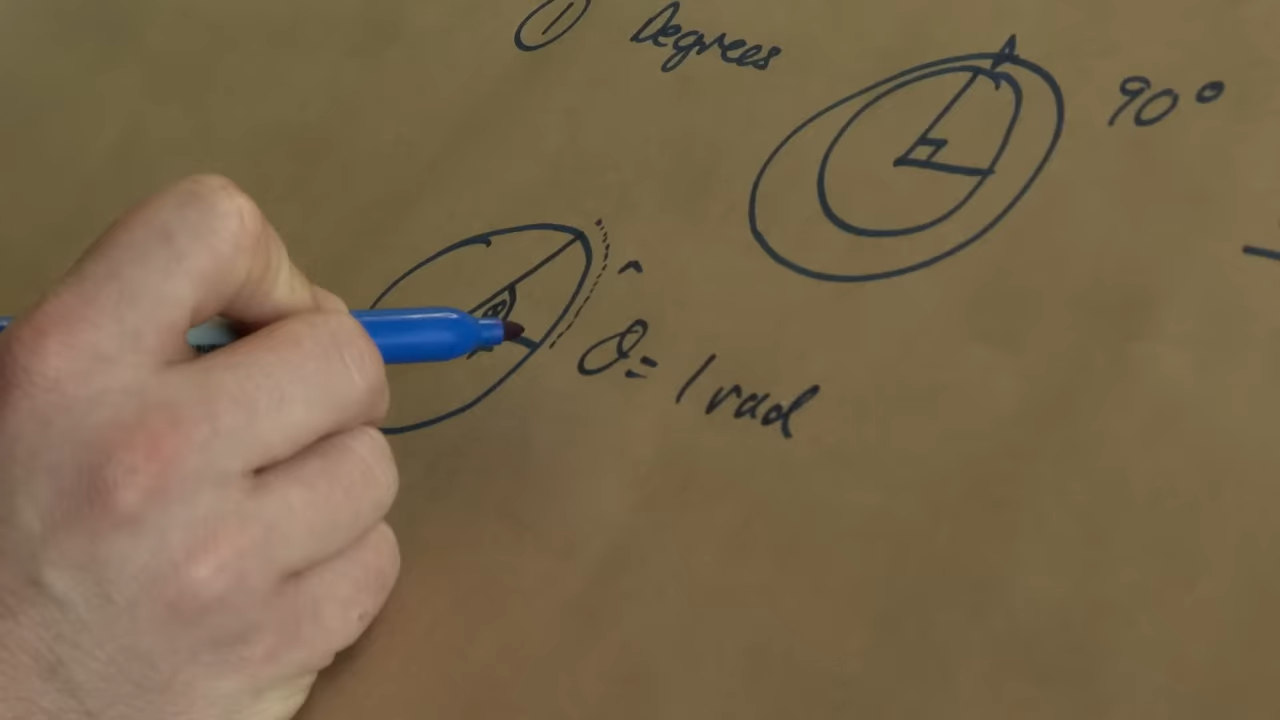 ① Degrees
90°
θ
θ = 1 rad